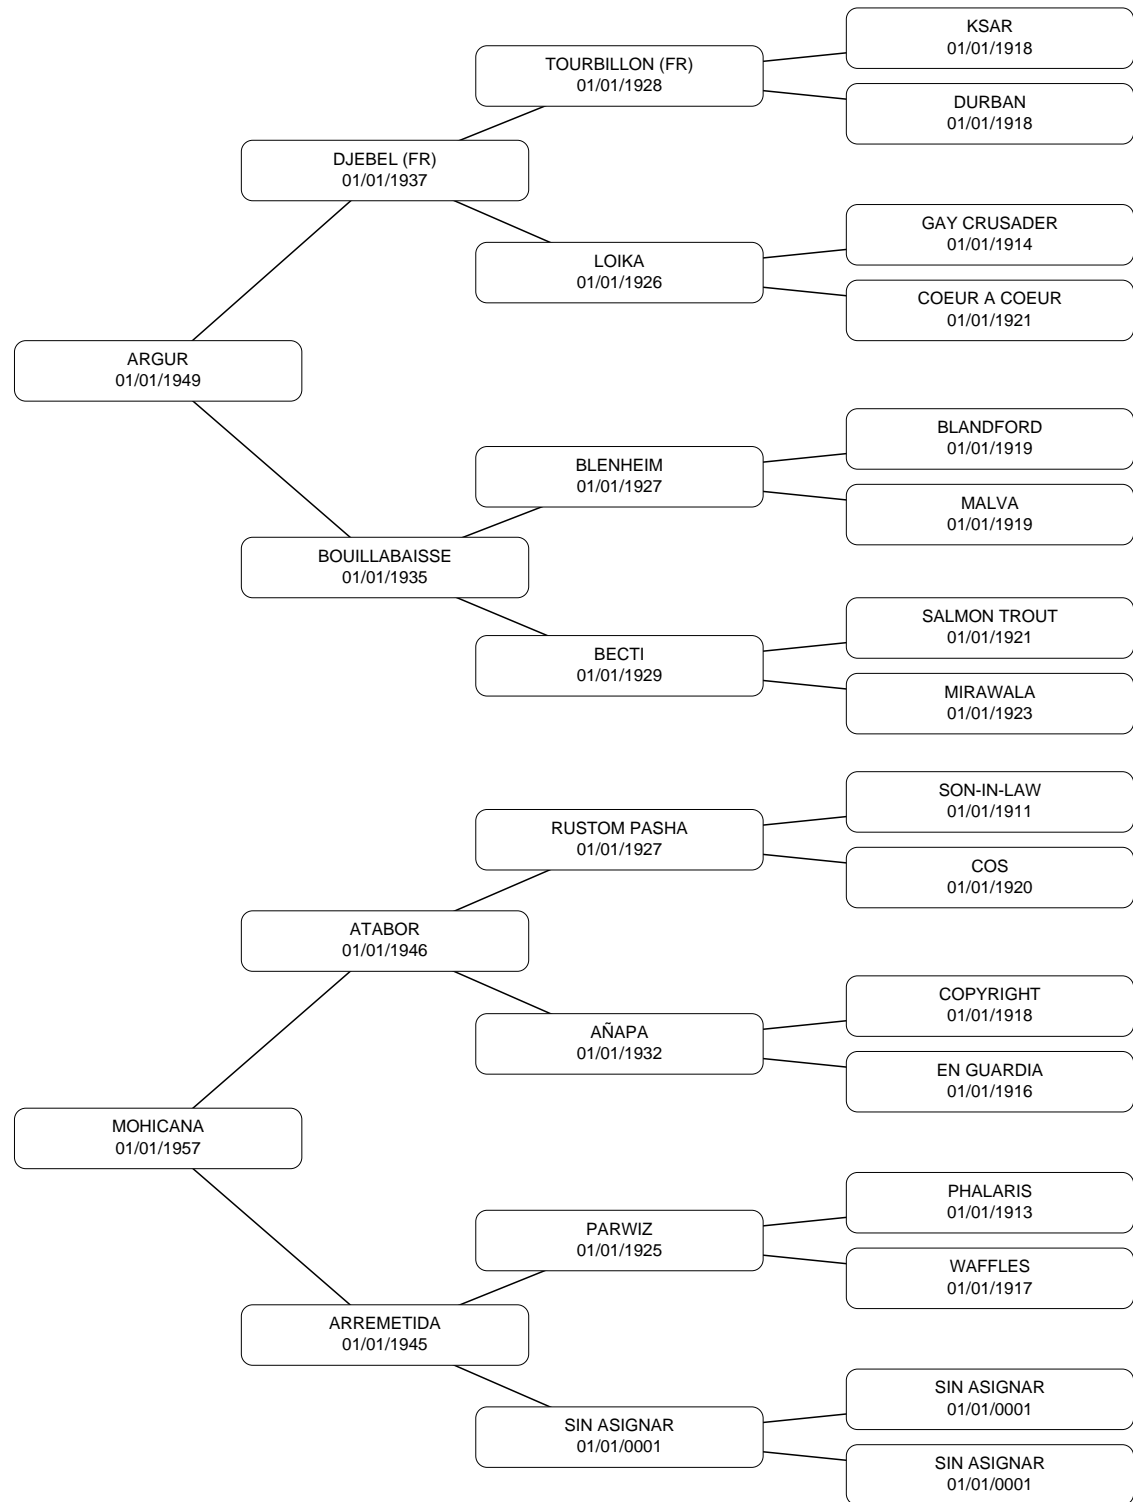 KSAR
01/01/1918
TOURBILLON (FR)
01/01/1928
DURBAN
01/01/1918
DJEBEL (FR)
01/01/1937
GAY CRUSADER
01/01/1914
LOIKA
01/01/1926
COEUR A COEUR
01/01/1921
ARGUR
01/01/1949
BLANDFORD
01/01/1919
BLENHEIM
01/01/1927
MALVA
01/01/1919
BOUILLABAISSE
01/01/1935
SALMON TROUT
01/01/1921
BECTI
01/01/1929
MIRAWALA
01/01/1923
SON-IN-LAW
01/01/1911
RUSTOM PASHA
01/01/1927
COS
01/01/1920
ATABOR
01/01/1946
COPYRIGHT
01/01/1918
AÑAPA
01/01/1932
EN GUARDIA
01/01/1916
MOHICANA
01/01/1957
PHALARIS
01/01/1913
PARWIZ
01/01/1925
WAFFLES
01/01/1917
ARREMETIDA
01/01/1945
SIN ASIGNAR
01/01/0001
SIN ASIGNAR
01/01/0001
SIN ASIGNAR
01/01/0001